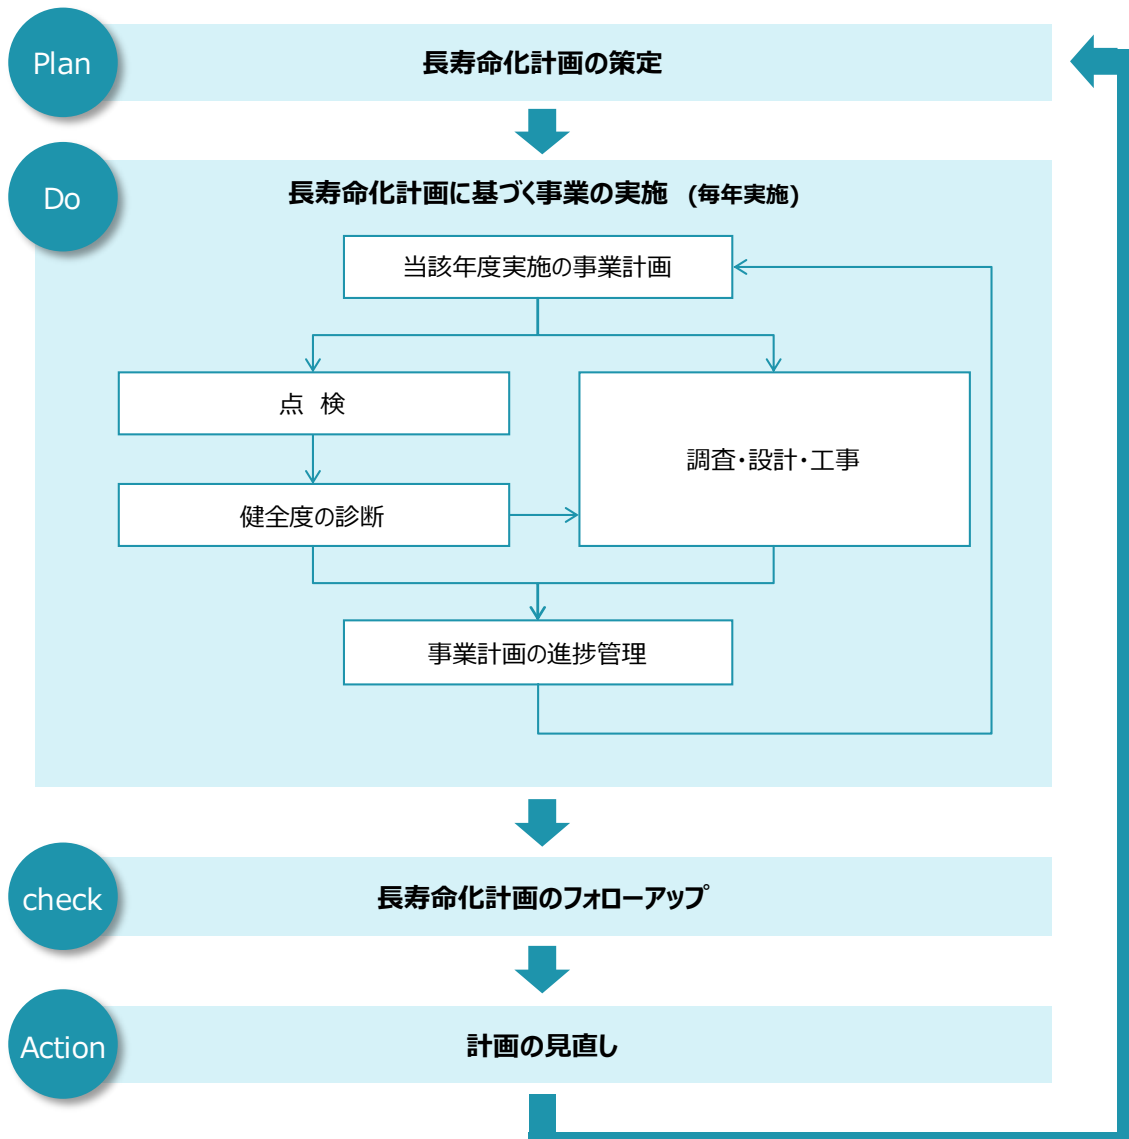 Plan
長寿命化計画の策定
Do
長寿命化計画に基づく事業の実施 (毎年実施)
当該年度実施の事業計画
点 検
調査・設計・工事
健全度の診断
事業計画の進捗管理
check
長寿命化計画のフォローアップ
Action
計画の見直し